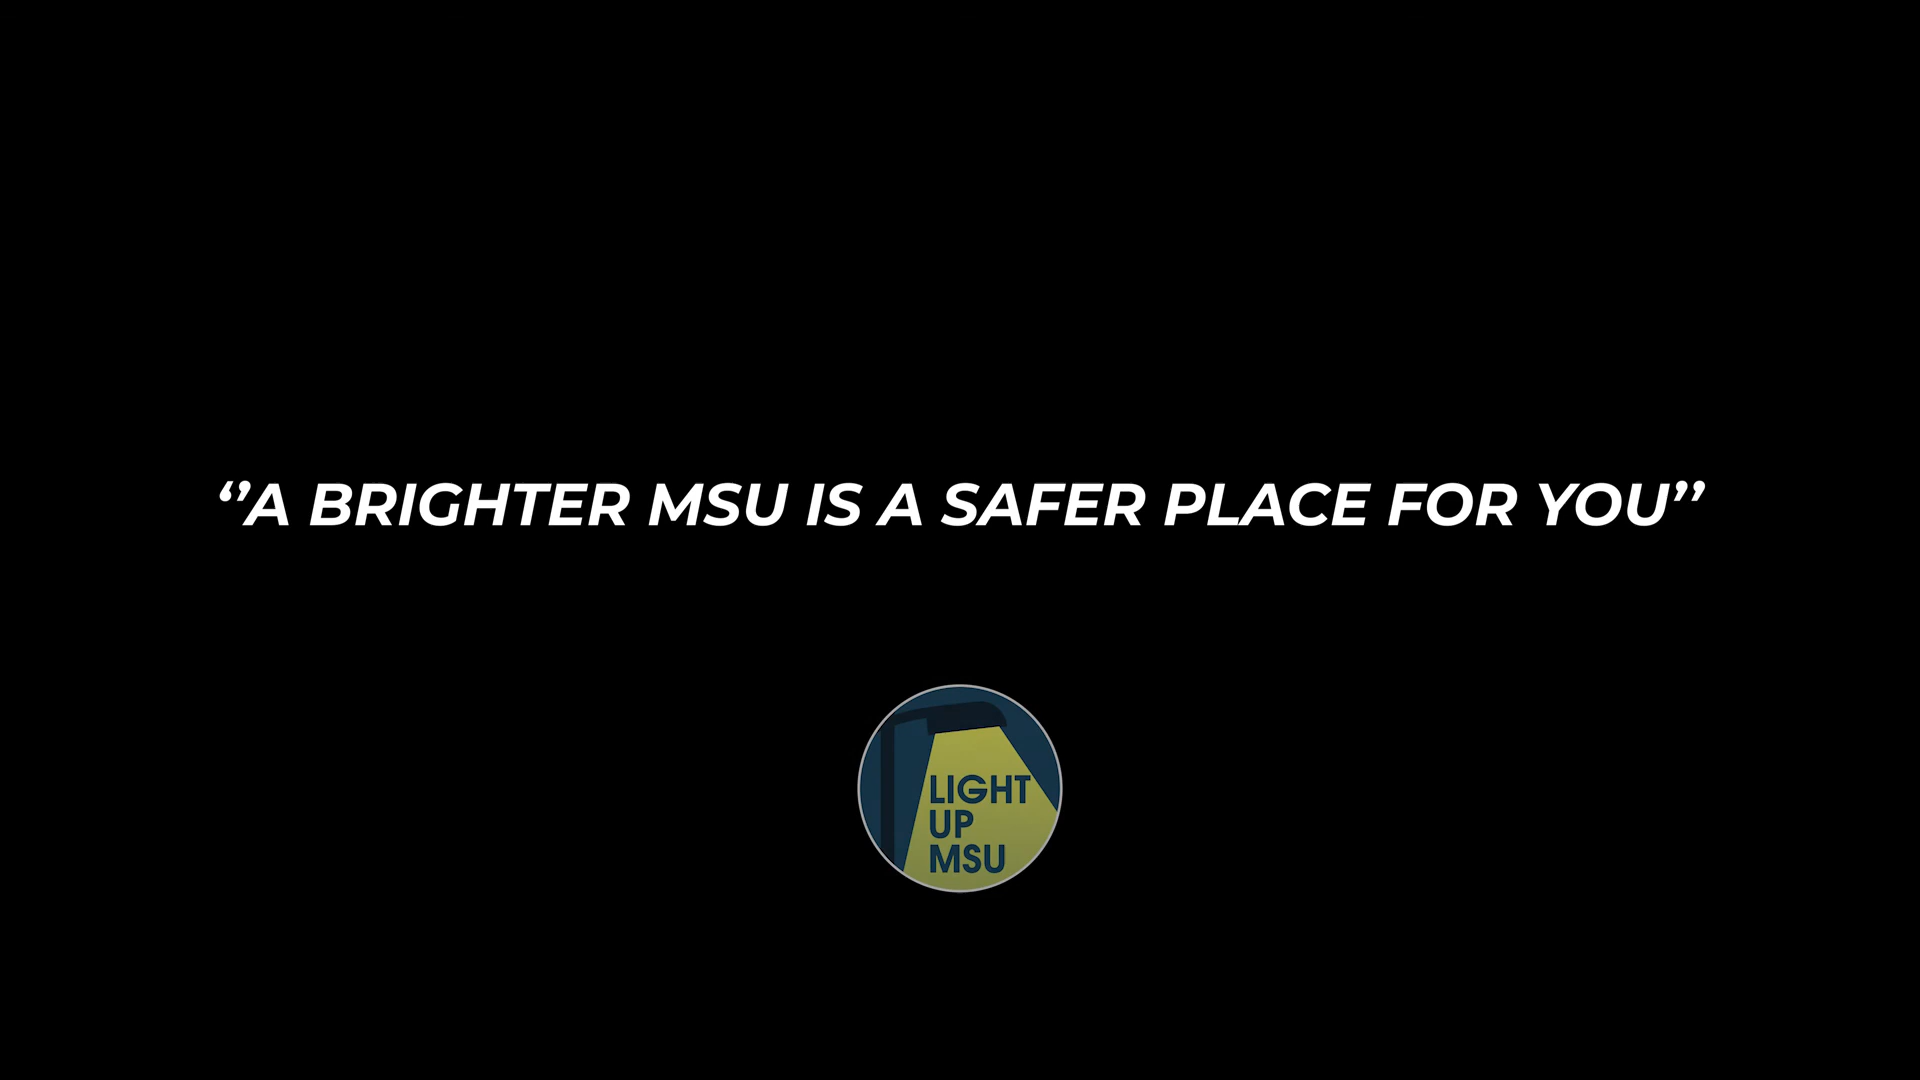 ‘’A BRIGHTER MSU IS A SAFER PLACE FOR YOU’’
LIGHT
UP
MSU